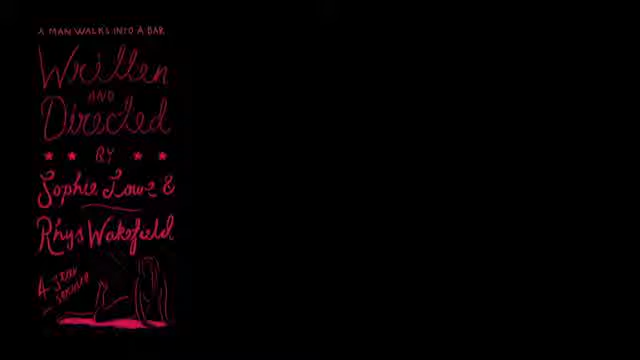 A MAN WALKS INTO A BAR
Written
AND
Directed
BY
Sophie Lowe &
Rhys Wakefield
A